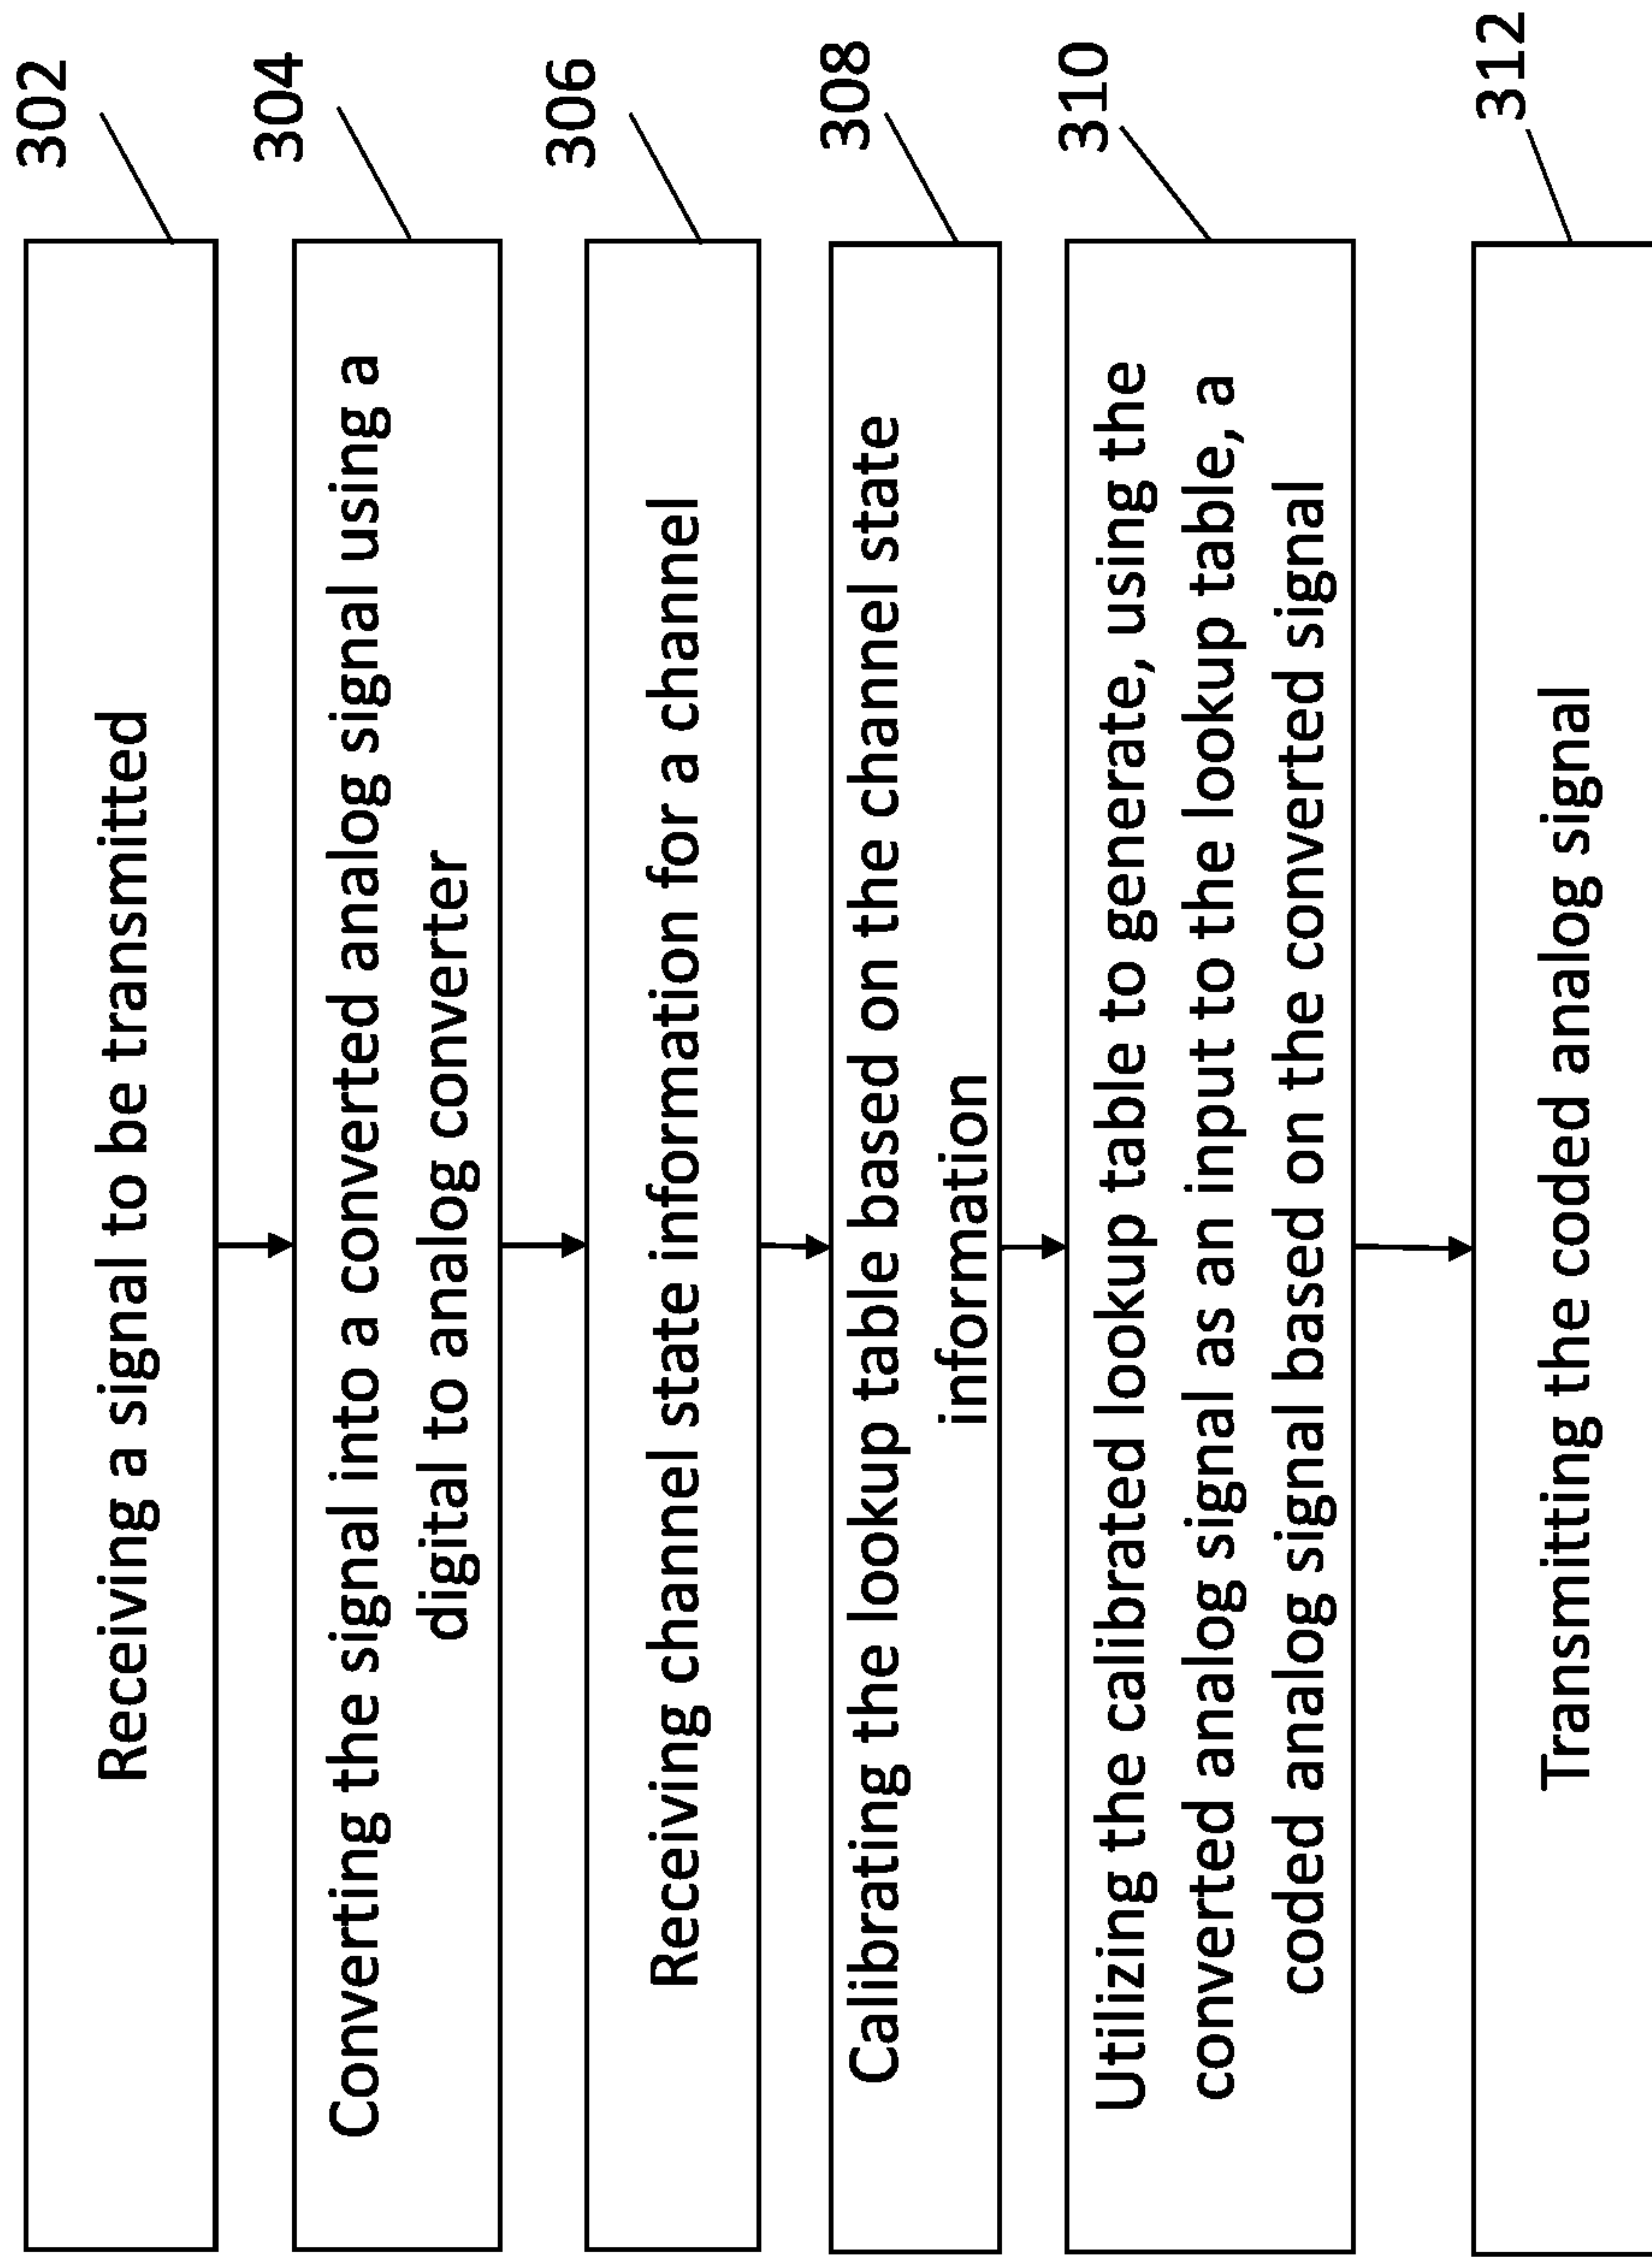 302
Receiving a signal to be transmitted
304
Converting the signal into a converted analog signal using a
digital to analog converter
306
Receiving channel state information for a channel
308
Calibrating the lookup table based on the channel state
information
310
Utilizing the calibrated lookup table to generate, using the
converted analog signal as an input to the lookup table, a
coded analog signal based on the converted signal
312
Transmitting the coded analog signal